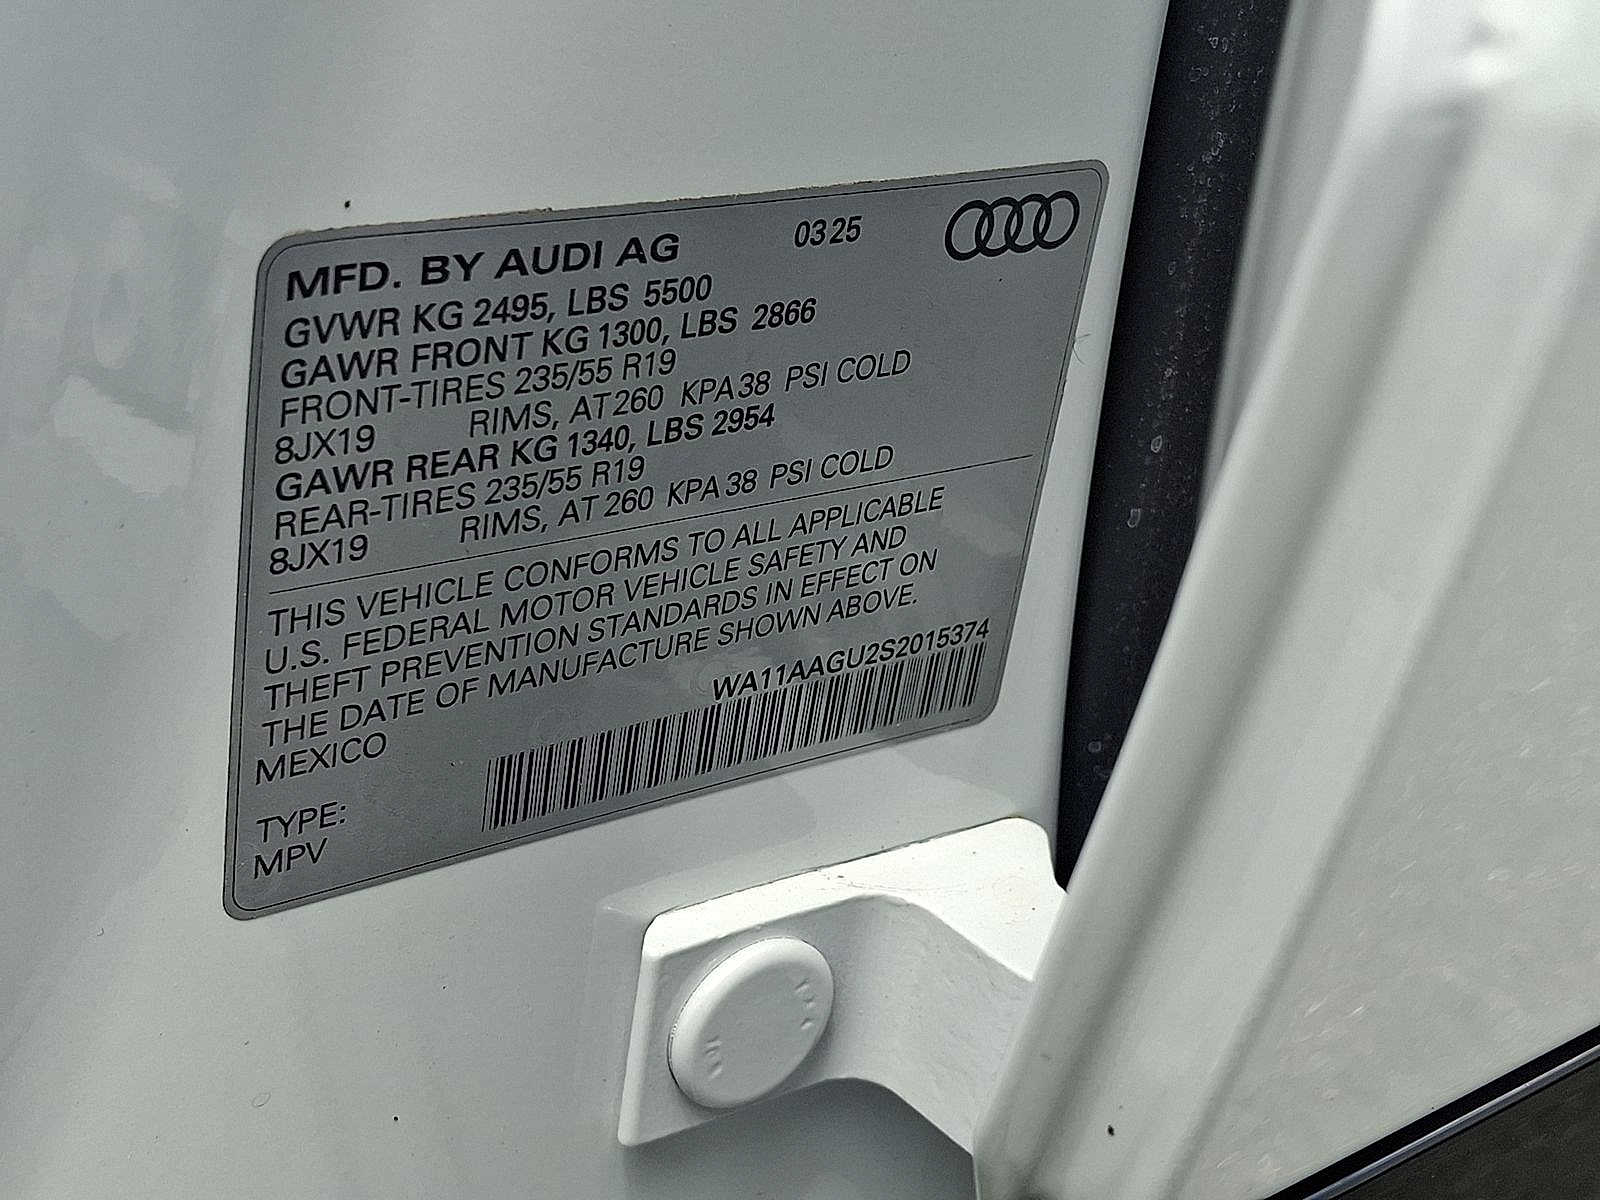 MFD. BY AUDI AG 0325
GVWR KG 2495, LBS 5500
GAWR FRONT KG 1300, LBS 2866
FRONT-TIRES 235/55 R19
8JX19 RIMS, AT 260 KPA 38 PSI COLD
GAWR REAR KG 1340, LBS 2954
REAR-TIRES 235/55 R19
8JX19 RIMS, AT 260 KPA 38 PSI COLD
THIS VEHICLE CONFORMS TO ALL APPLICABLE
U.S. FEDERAL MOTOR VEHICLE SAFETY AND
THEFT PREVENTION STANDARDS IN EFFECT ON
THE DATE OF MANUFACTURE SHOWN ABOVE.
MEXICO WA11AAGU2S2015374
TYPE:
MPV